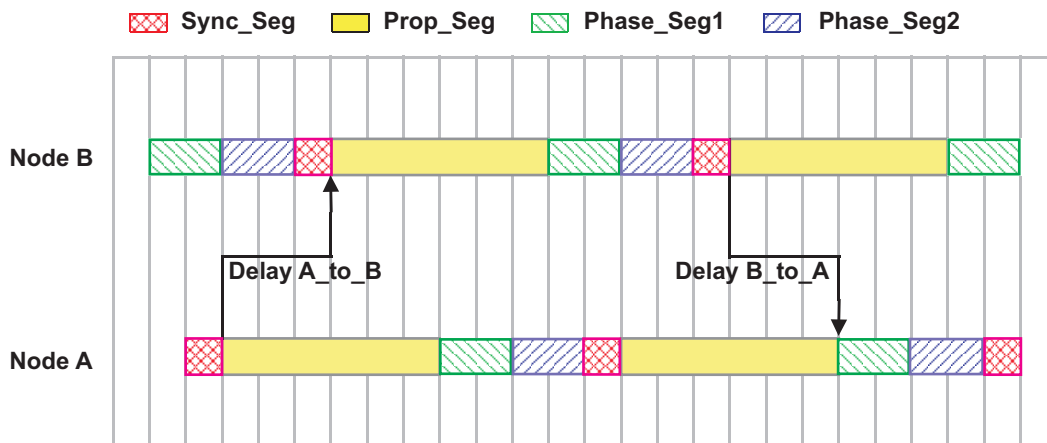 Sync_Seg Prop_Seg Phase_Seg1 Phase_Seg2
Node B
Delay A_to_B Delay B_to_A
Node A